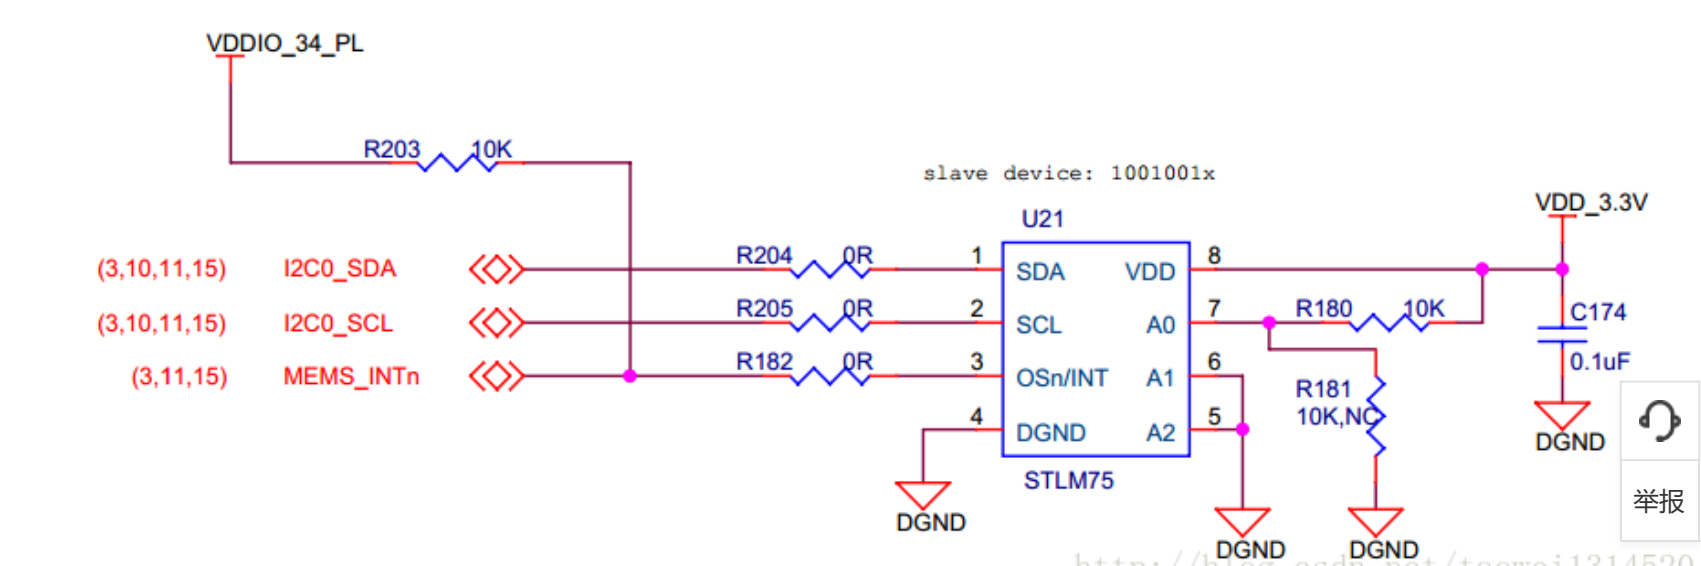 VDDIO_34_PL
R203 10K
slave device: 1001001x
VDD_3.3V
U21
(3,10,11,15) I2C0_SDA R204 0R 1 SDA VDD 8
(3,10,11,15) I2C0_SCL R205 0R 2 SCL A0 7 R180 10K C174
0.1uF
(3,11,15) MEMS_INTn R182 0R 3 OSn/INT A1 6 R181
10K,NC
4 DGND A2 5
DGND
STLM75
举报
DGND
DGND
DGND